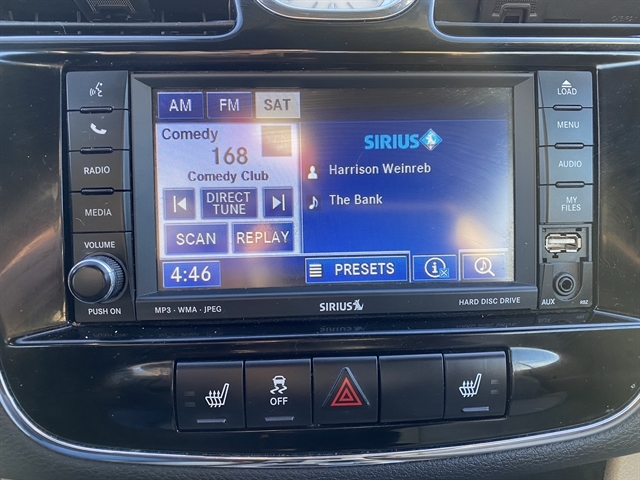 LOAD
MENU
AUDIO
MY
FILES
AUX
RBZ
RADIO
MEDIA
VOLUME
PUSH ON
AM FM SAT
Comedy
168
Comedy Club
DIRECT
TUNE
SCAN REPLAY
4:46
SIRIUS
Harrison Weinreb
The Bank
PRESETS
MP3 · WMA · JPEG
SIRIUS
HARD DISC DRIVE
OFF